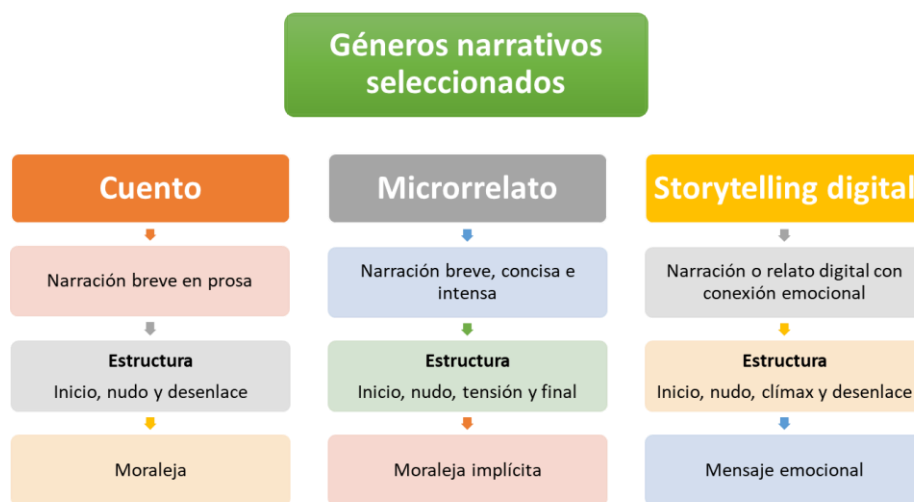 Géneros narrativos
seleccionados
Cuento
Narración breve en prosa
Estructura
Inicio, nudo y desenlace
Moraleja
Microrrelato
Narración breve, concisa e
intensa
Estructura
Inicio, nudo, tensión y final
Moraleja implícita
Storytelling digital
Narración o relato digital con
conexión emocional
Estructura
Inicio, nudo, clímax y desenlace
Mensaje emocional